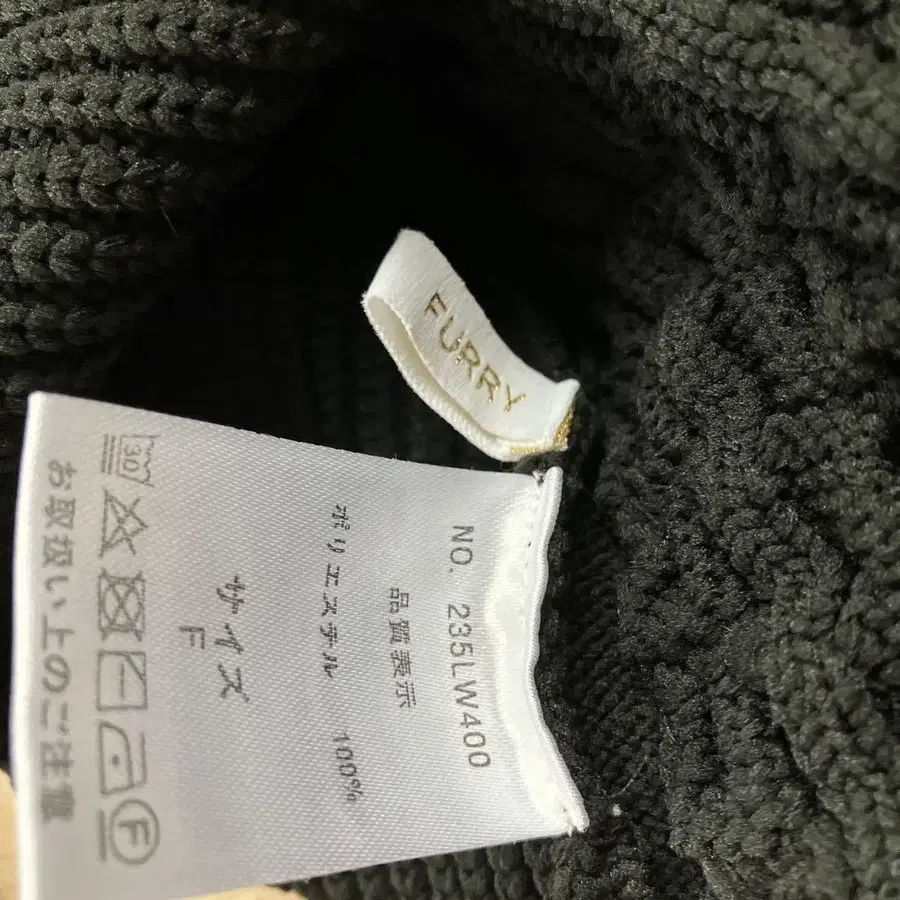 FURRY
NO. 235LW400
品質表示
ポリエステル 100%
サイズ
F
30
F
お取扱い上のご注意